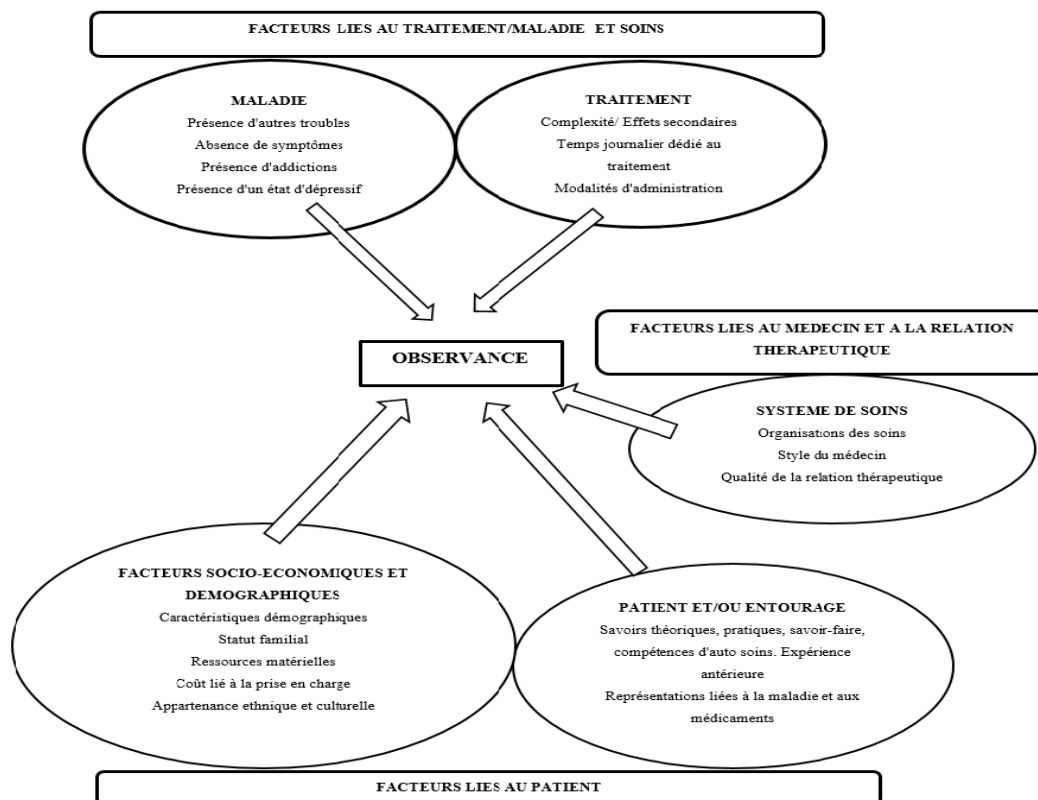 FACTEURS LIES AU TRAITEMENT/MALADIE ET SOINS
MALADIE
Présence d'autres troubles
Absence de symptômes
Présence d'addictions
Présence d'un état d'dépressif
TRAITEMENT
Complexité/ Effets secondaires
Temps journalier dédié au
traitement
Modalités d'administration
OBSERVANCE
FACTEURS LIES AU MEDECIN ET A LA RELATION
THERAPEUTIQUE
SYSTEME DE SOINS
Organisations des soins
Style du médecin
Qualité de la relation thérapeutique
FACTEURS SOCIO-ECONOMIQUES ET
DEMOGRAPHIQUES
Caractéristiques démographiques
Statut familial
Ressources matérielles
Coût lié à la prise en charge
Appartenance ethnique et culturelle
PATIENT ET/OU ENTOURAGE
Savoirs théoriques, pratiques, savoir-faire,
compétences d'auto soins. Expérience
antérieure
Représentations liées à la maladie et aux
médicaments
FACTEURS LIES AU PATIENT